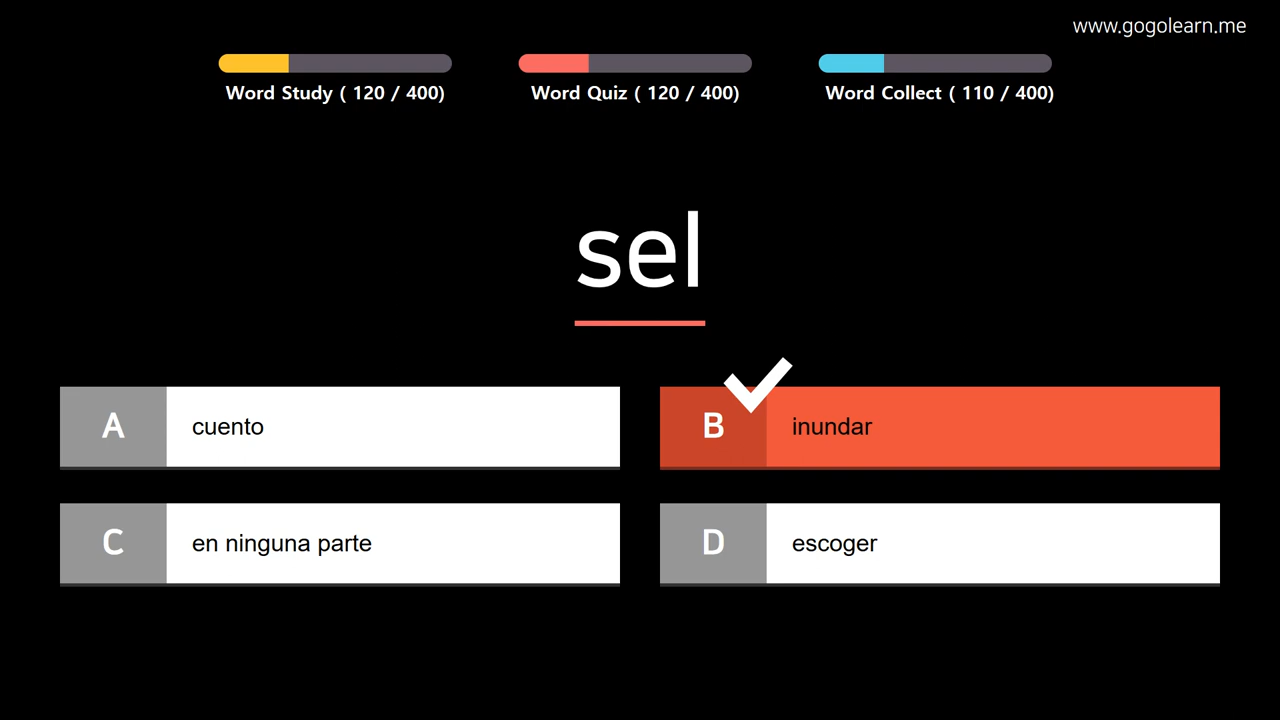 www.gogolearn.me
Word Study ( 120 / 400)
Word Quiz ( 120 / 400)
Word Collect ( 110 / 400)
sel
A
cuento
B
inundar
C
en ninguna parte
D
escoger